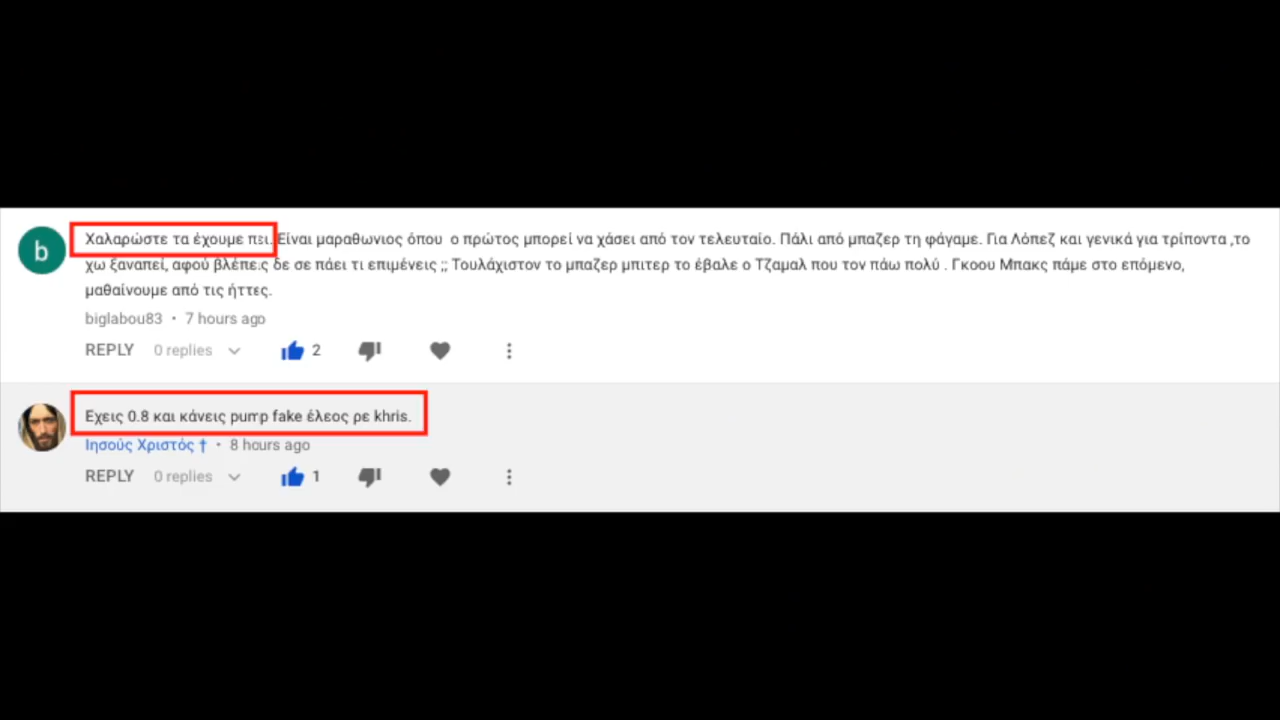 b
Χαλαρώστε τα έχουμε πει. Είναι μαραθωνιος όπου ο πρώτος μπορεί να χάσει από τον τελευταίο. Πάλι από μπαζερ τη φάγαμε. Για Λόπεζ και γενικά για τρίποντα ,το
χω ξαναπεί, αφού βλέπεις δε σε πάει τι επιμένεις ;; Τουλάχιστον το μπαζερ μπιτερ το έβαλε ο Τζαμαλ που τον πάω πολύ . Γκοου Μπακς πάμε στο επόμενο,
μαθαίνουμε από τις ήττες.
biglabou83 • 7 hours ago
REPLY 0 replies 2
Εχεις 0.8 και κάνεις pump fake έλεος ρε khris.
Ιησούς Χριστός † • 8 hours ago
REPLY 0 replies 1